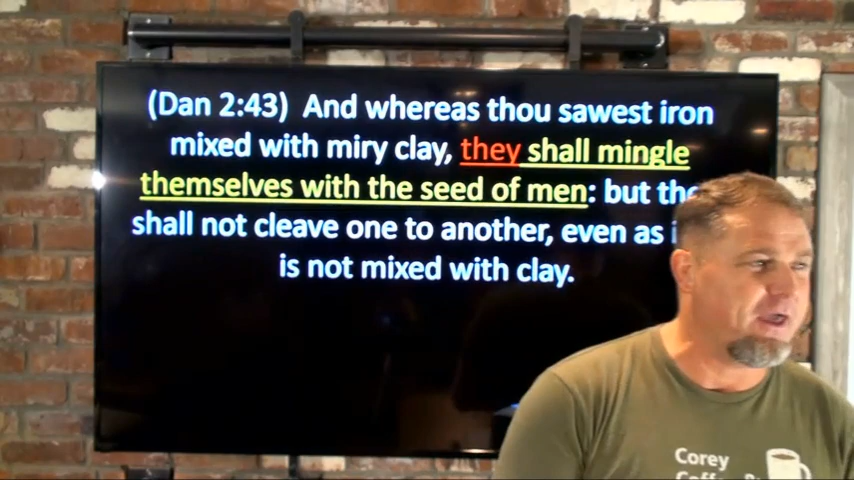 (Dan 2:43) And whereas thou sawest iron
mixed with miry clay, they shall mingle
themselves with the seed of men: but
shall not cleave one to another, even as
is not mixed with clay.
Corey